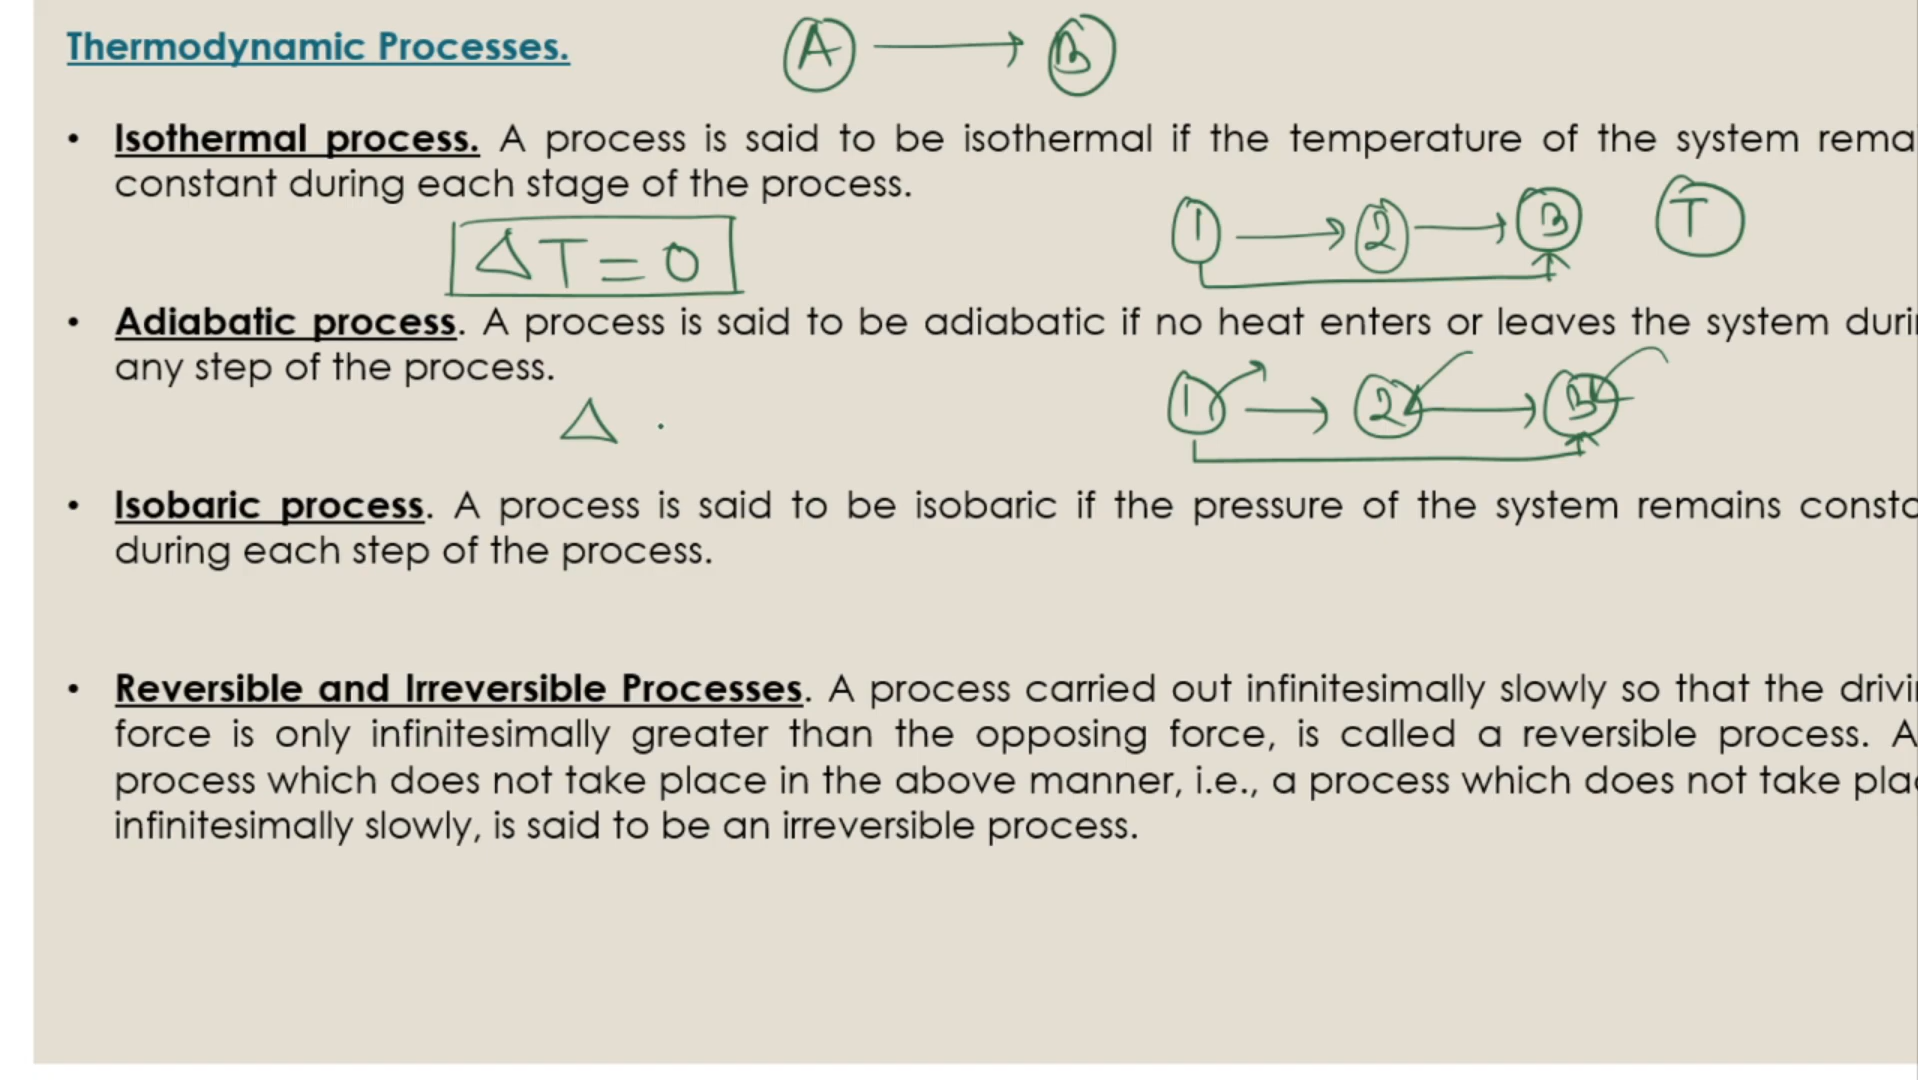 Thermodynamic Processes.
A → B
• Isothermal process. A process is said to be isothermal if the temperature of the system rema
constant during each stage of the process.
1 → 2 → B T
ΔT = 0
• Adiabatic process. A process is said to be adiabatic if no heat enters or leaves the system duri
any step of the process.
1 → 2 → B
Δ
• Isobaric process. A process is said to be isobaric if the pressure of the system remains consta
during each step of the process.
• Reversible and Irreversible Processes. A process carried out infinitesimally slowly so that the drivi
force is only infinitesimally greater than the opposing force, is called a reversible process. A
process which does not take place in the above manner, i.e., a process which does not take pla
infinitesimally slowly, is said to be an irreversible process.